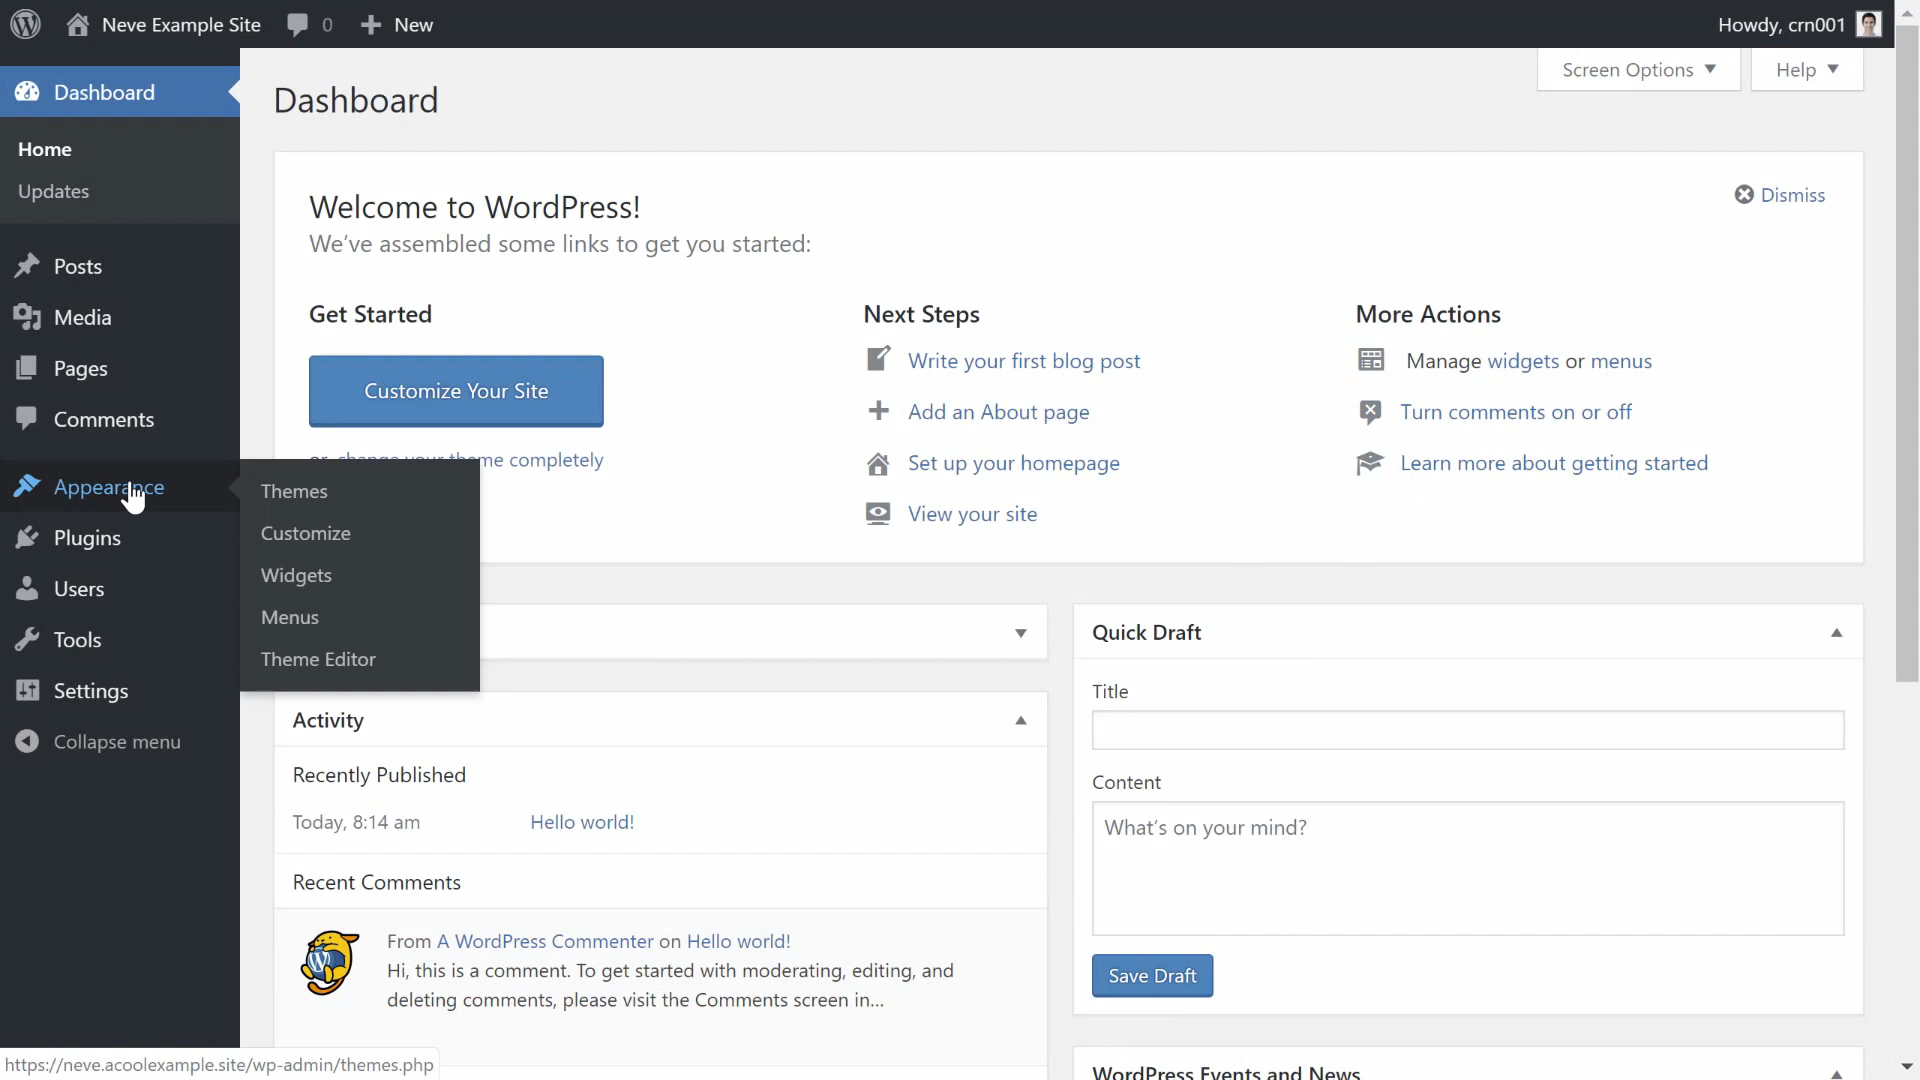 Neve Example Site
0
New
Howdy, crn001
Screen Options
Help
Dashboard
Home
Updates
Posts
Media
Pages
Comments
Appearance
Plugins
Users
Tools
Settings
Collapse menu
Themes
Customize
Widgets
Menus
Theme Editor
Dashboard
Welcome to WordPress!
Dismiss
We've assembled some links to get you started:
Get Started
Customize Your Site
or change your theme completely
Next Steps
Write your first blog post
Add an About page
Set up your homepage
View your site
More Actions
Manage widgets or menus
Turn comments on or off
Learn more about getting started
Activity
Recently Published
Today, 8:14 am Hello world!
Recent Comments
From A WordPress Commenter on Hello world!
Hi, this is a comment. To get started with moderating, editing, and
deleting comments, please visit the Comments screen in...
Quick Draft
Title
Content
What's on your mind?
Save Draft
WordPress Events and News
https://neve.acoolexample.site/wp-admin/themes.php